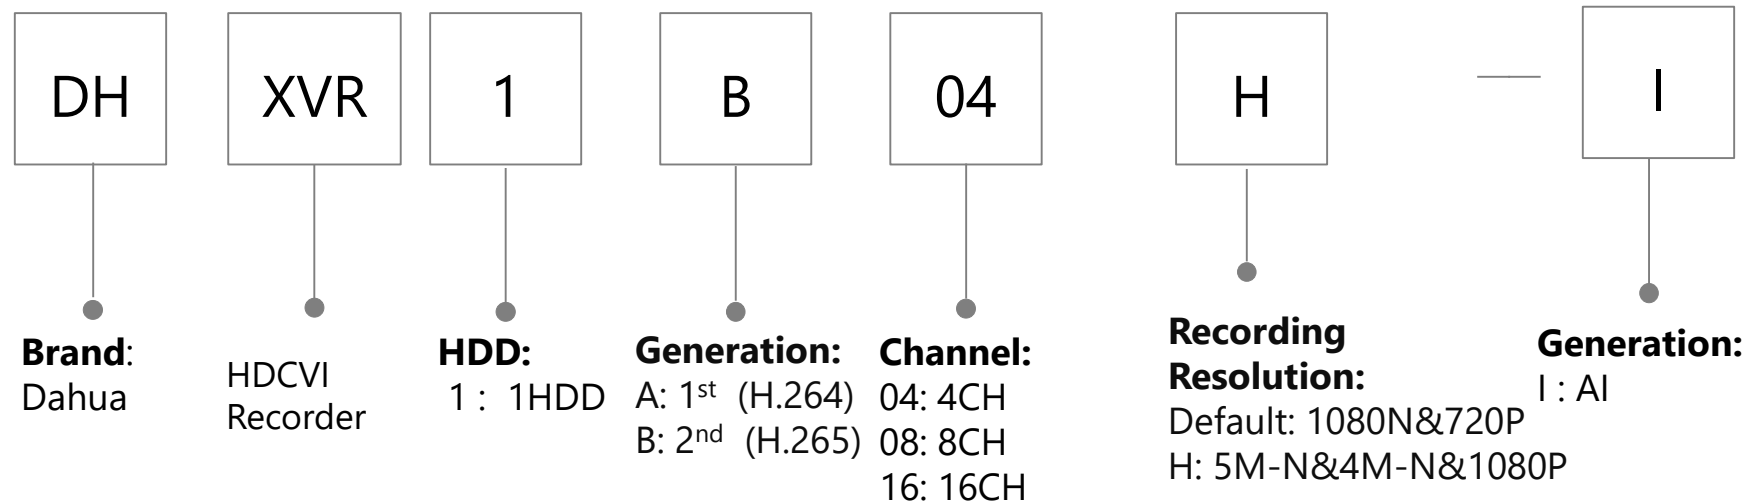 DH XVR 1 B 04 H — I
Brand:
Dahua
HDCVI
Recorder
HDD:
1 : 1HDD
Generation:
A: 1st (H.264)
B: 2nd (H.265)
Channel:
04: 4CH
08: 8CH
16: 16CH
Recording
Resolution:
Default: 1080N&720P
H: 5M-N&4M-N&1080P
Generation:
I : AI